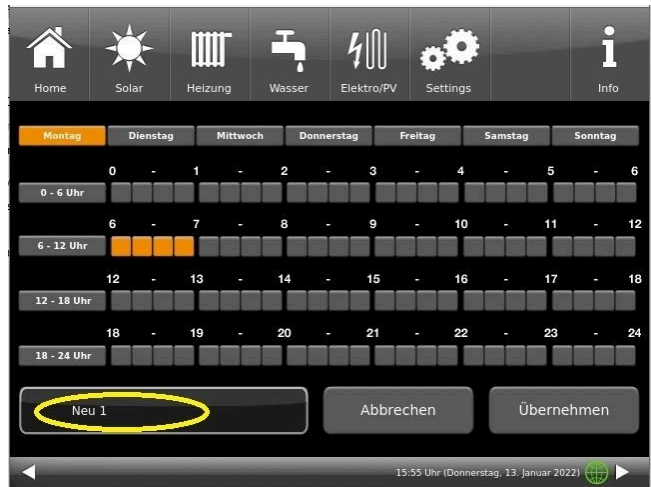 Home Solar Heizung Wasser Elektro/PV Settings Info
Montag Dienstag Mittwoch Donnerstag Freitag Samstag Sonntag
0 - 1 - 2 - 3 - 4 - 5 - 6
0 - 6 Uhr
6 - 7 - 8 - 9 - 10 - 11 - 12
6 - 12 Uhr
12 - 13 - 14 - 15 - 16 - 17 - 18
12 - 18 Uhr
18 - 19 - 20 - 21 - 22 - 23 - 24
18 - 24 Uhr
Neu 1 Abbrechen Übernehmen
15:55 Uhr (Donnerstag, 13. Januar 2022)